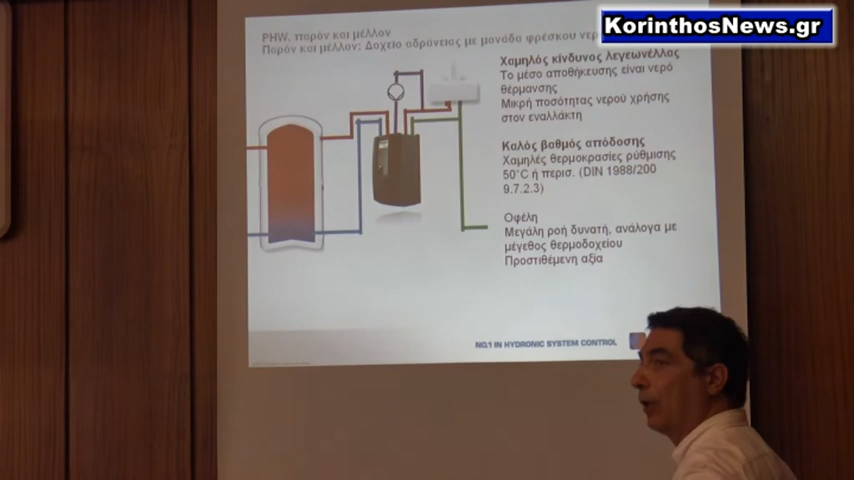 KorinthosNews.gr
PHW, παρόν και μέλλον
Παρόν και μέλλον: Δοχείο αδράνειας με μονάδα φρέσκου
Χαμηλός κίνδυνος λεγεωνέλλας
Το μέσο αποθήκευσης είναι νερό
θέρμανσης
Μικρή ποσότητας νερού χρήσης
στον εναλλάκτη
Καλός βαθμός απόδοσης
Χαμηλές θερμοκρασίες ρύθμισης
50°C ή περισ. (DIN 1988/200
9.7.2.3)
Οφέλη
Μεγάλη ροή δυνατή, ανάλογα με
μέγεθος θερμοδοχείου
Προστιθέμενη αξία
NO.1 IN HYDRONIC SYSTEM CONTROL